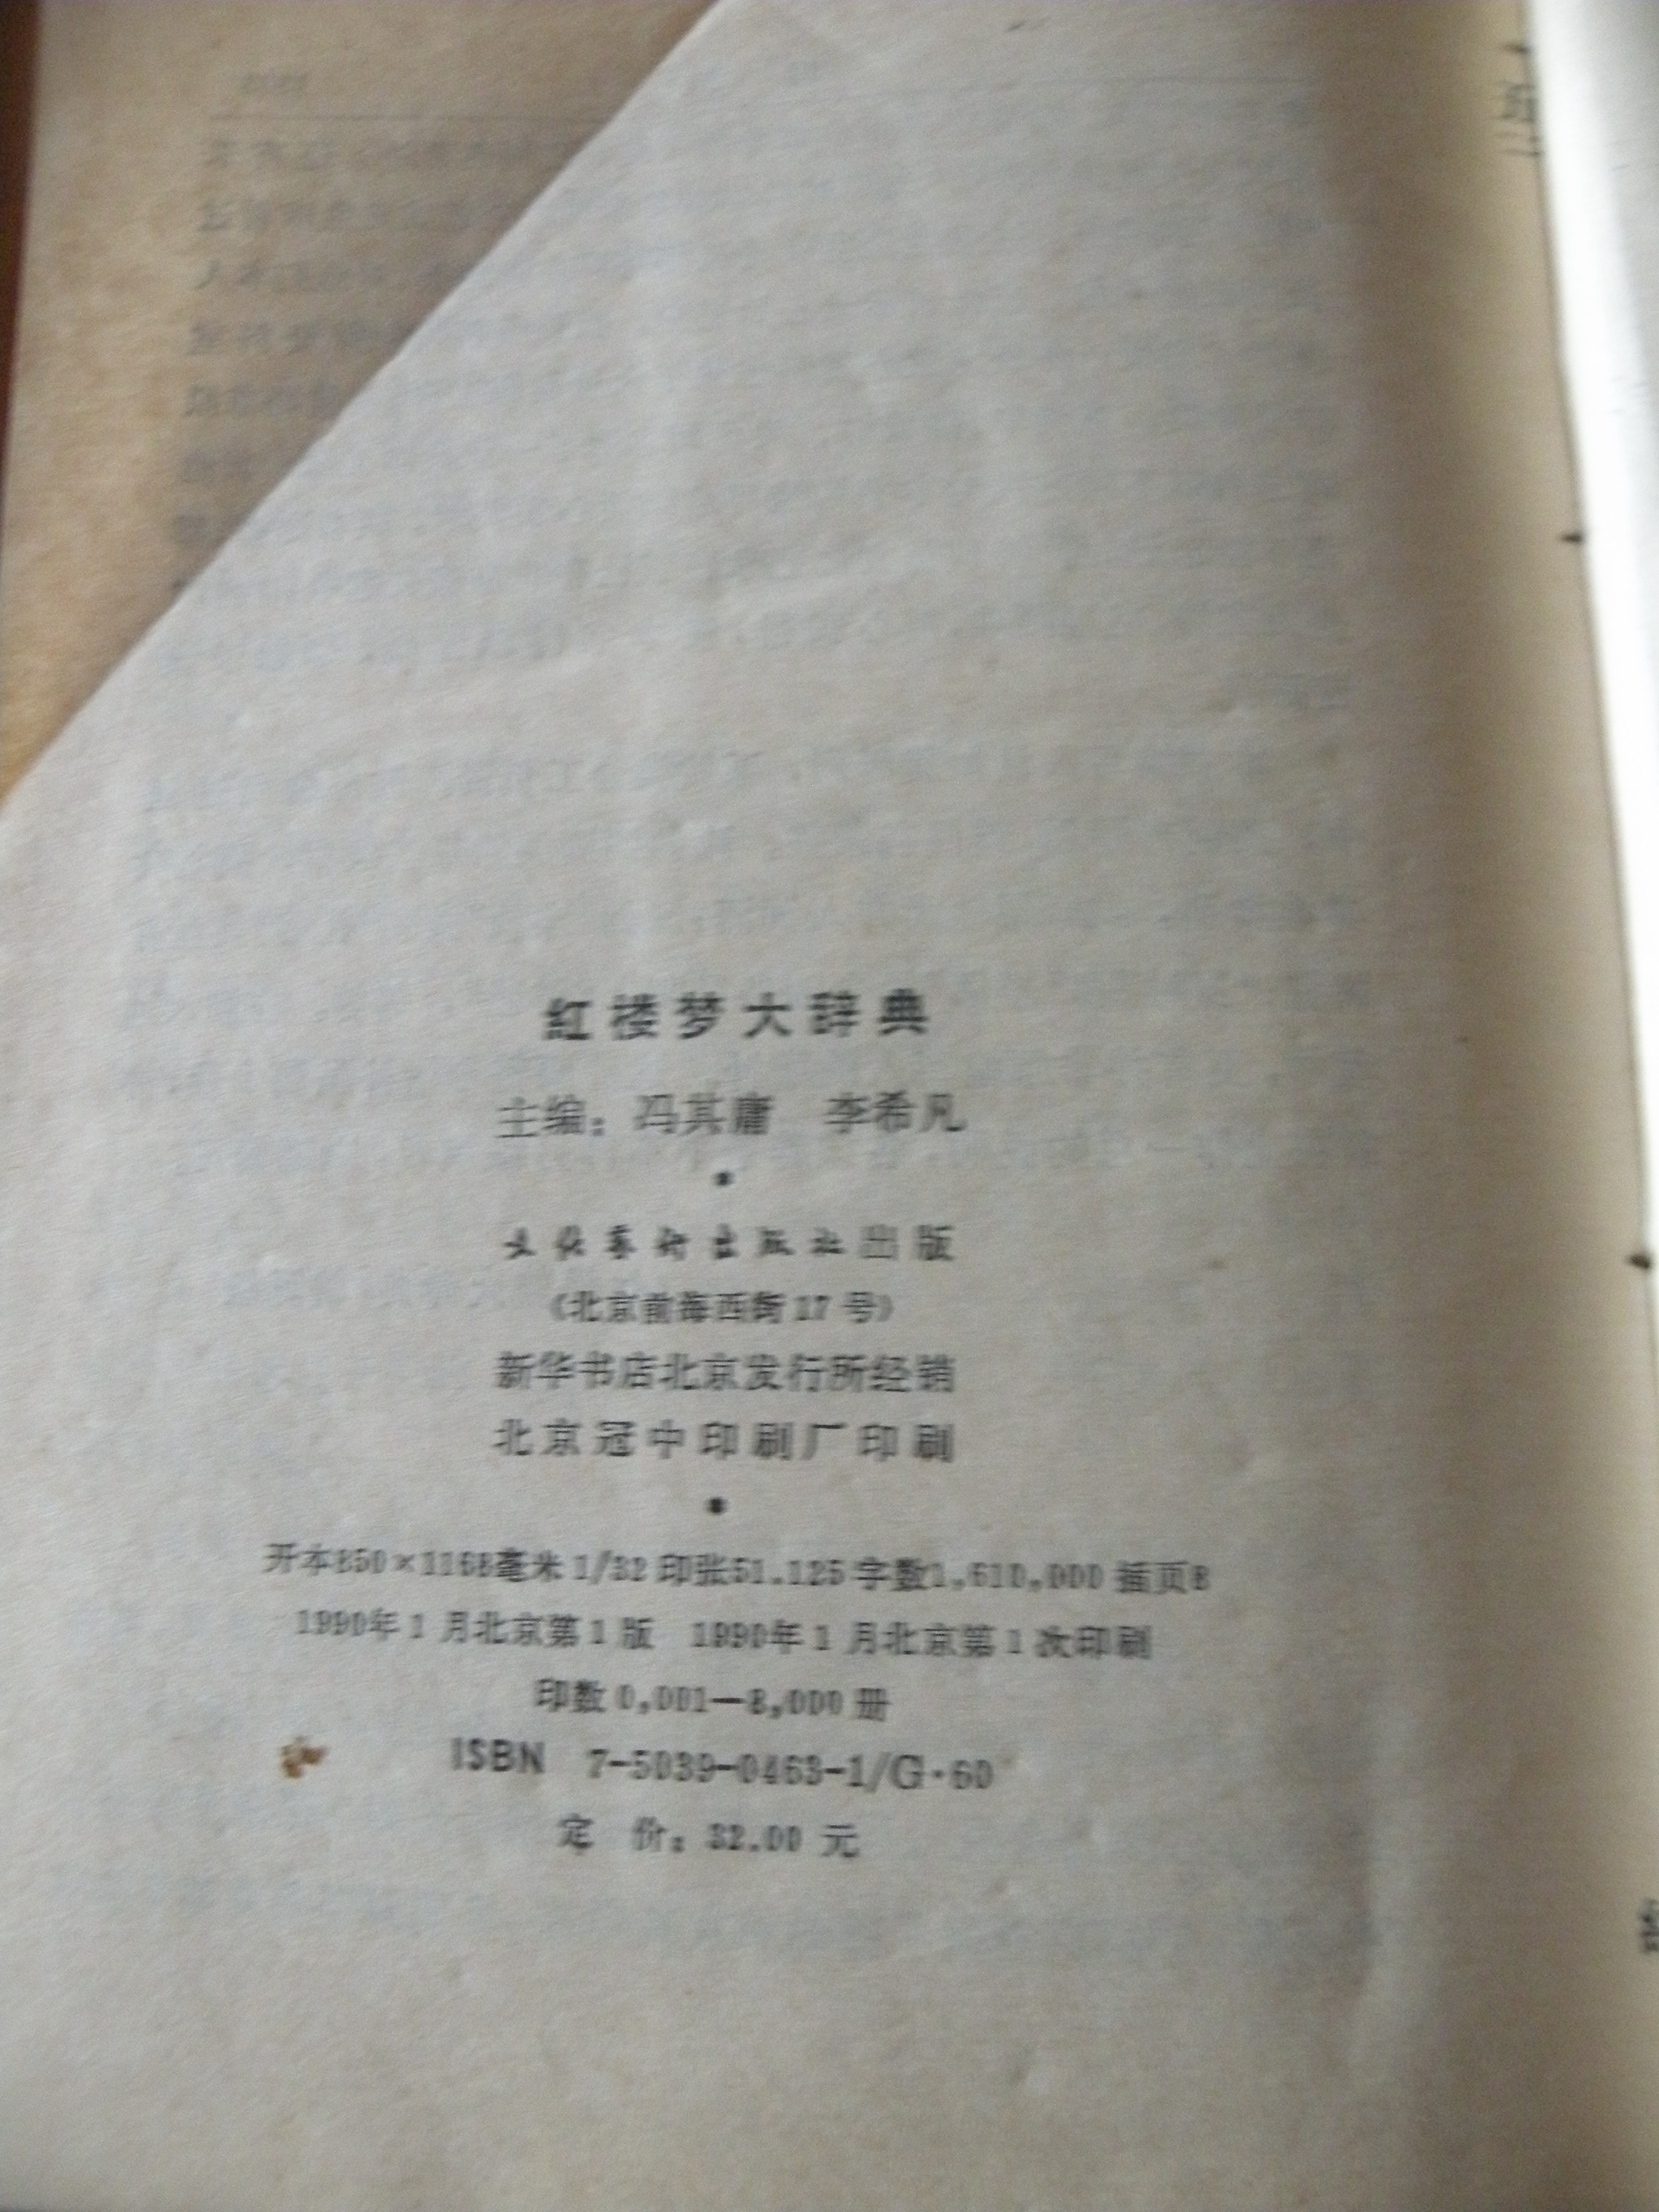 红楼梦大辞典
主编：冯其庸 李希凡
•
文化艺术出版社出版
（北京前海西街17号）
新华书店北京发行所经销
北京冠中印刷厂印刷
•
开本850×1168毫米1/32 印张51.125 字数1,610,000 插页8
1990年1月北京第1版 1990年1月北京第1次印刷
印数0,001—8,000册
ISBN 7-5039-0463-1/G·60
定 价：32.00 元